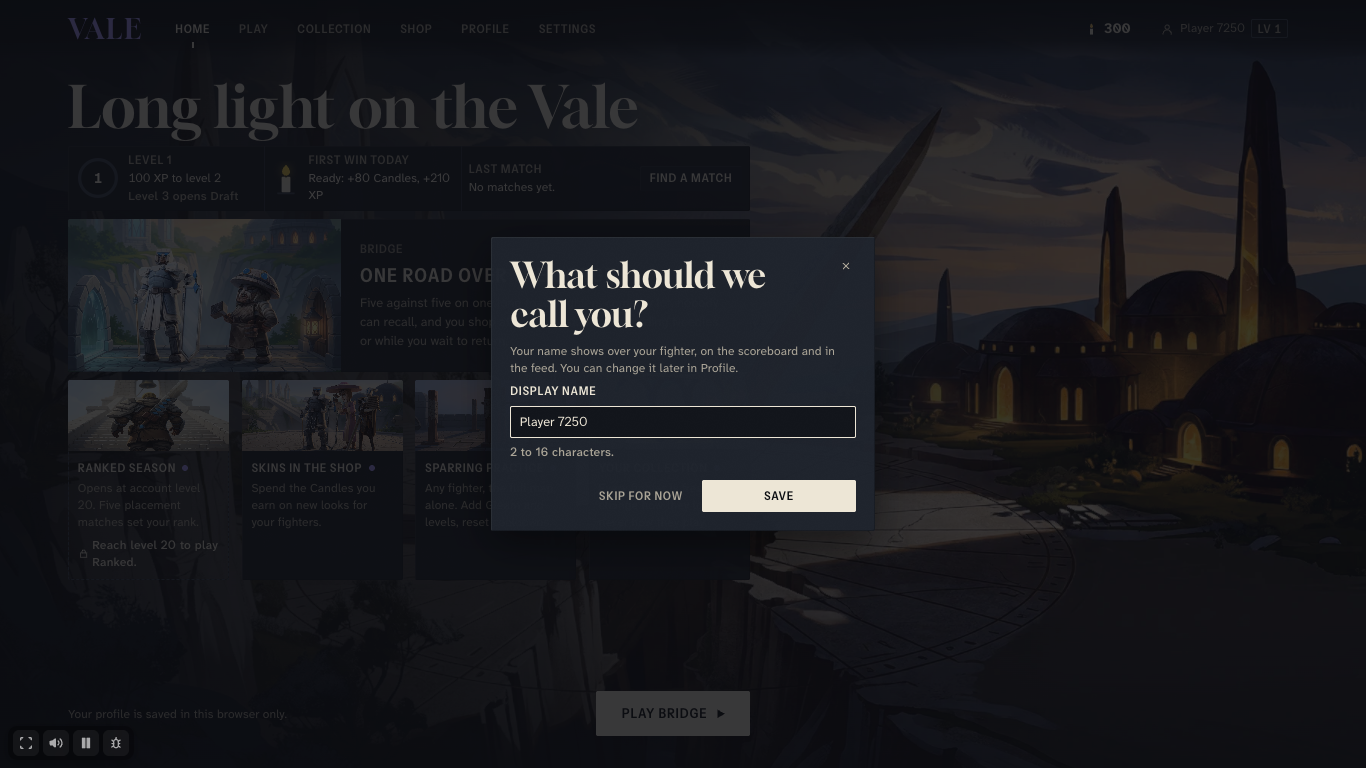 VALE
HOME
PLAY
COLLECTION
SHOP
PROFILE
SETTINGS
300
Player 7250
LV 1
Long light on the Vale
1
LEVEL 1
100 XP to level 2
Level 3 opens Draft
FIRST WIN TODAY
Ready: +80 Candles, +210
XP
LAST MATCH
No matches yet.
FIND A MATCH
BRIDGE
ONE ROAD OVE
Five against five on one
can recall, and you shop
or while you wait to retu
What should we
call you?
×
Your name shows over your fighter, on the scoreboard and in
the feed. You can change it later in Profile.
DISPLAY NAME
Player 7250
2 to 16 characters.
SKIP FOR NOW
SAVE
RANKED SEASON
Opens at account level
20. Five placement
matches set your rank.
Reach level 20 to play
Ranked.
SKINS IN THE SHOP
Spend the Candles you
earn on new looks for
your fighters.
SPARRING
Any fighter,
alone. Add
levels, reset
Your profile is saved in this browser only.
PLAY BRIDGE